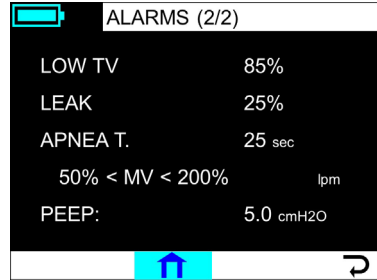 ALARMS (2/2)
LOW TV 85%
LEAK 25%
APNEA T. 25 sec
50% < MV < 200% lpm
PEEP: 5.0 cmH2O